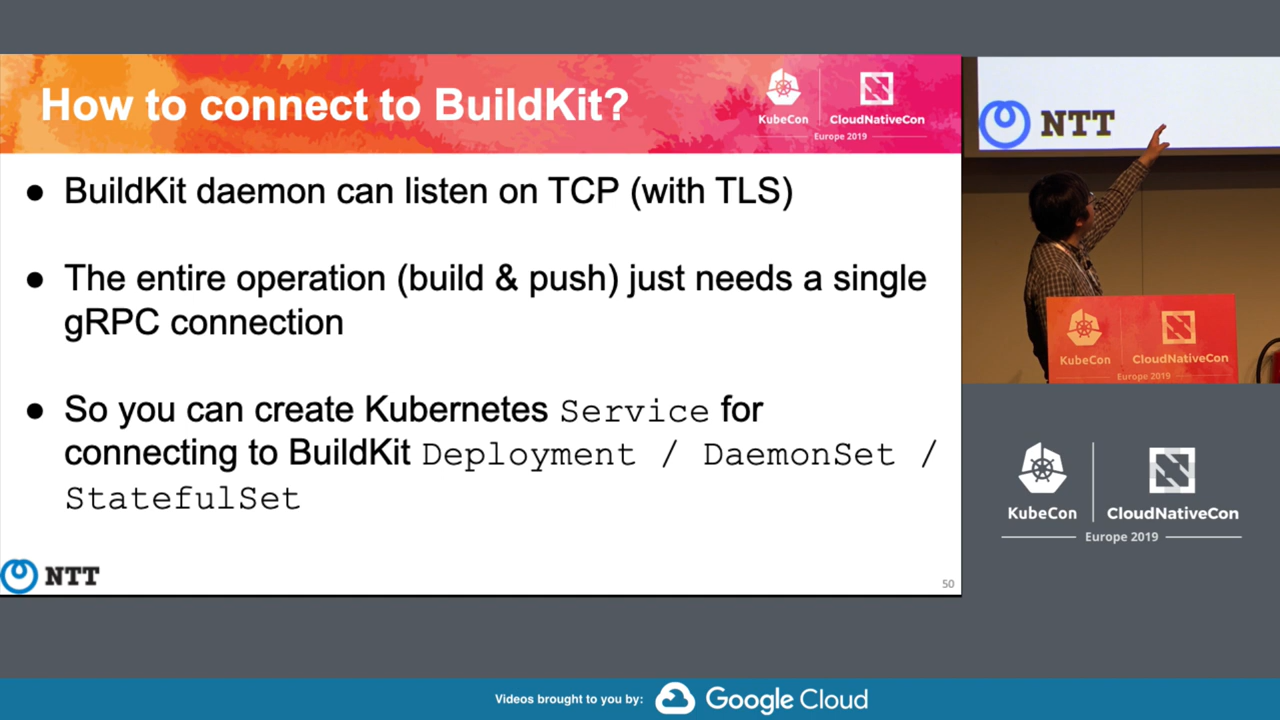 How to connect to BuildKit?
KubeCon
CloudNativeCon
Europe 2019
● BuildKit daemon can listen on TCP (with TLS)
● The entire operation (build & push) just needs a single
gRPC connection
● So you can create Kubernetes Service for
connecting to BuildKit Deployment / DaemonSet /
StatefulSet
NTT
50
NTT
KubeCon
CloudNativeCon
Europe 2019
KubeCon
CloudNativeCon
Europe 2019
Videos brought to you by:
Google Cloud